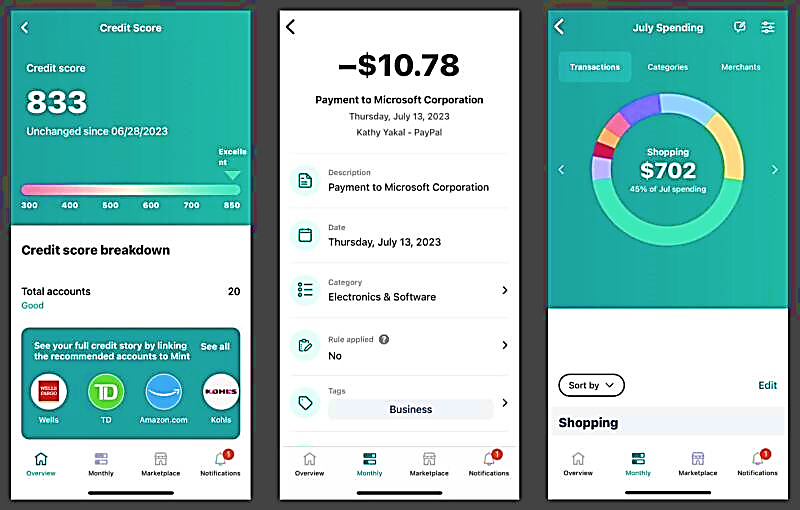 Credit Score
Credit score
833
Unchanged since 06/28/2023
Excelle
nt
300 400 500 600 700 850
Credit score breakdown
Total accounts 20
Good
See your full credit story by linking
the recommended accounts to Mint
See all
WELLS
FARGO
TD
KOHL'S
Wells TD Amazon.com Kohls
Overview Monthly Marketplace Notifications
1
–$10.78
Payment to Microsoft Corporation
Thursday, July 13, 2023
Kathy Yakal - PayPal
Description
Payment to Microsoft Corporation
Date
Thursday, July 13, 2023
Category
Electronics & Software
Rule applied ?
No
Tags
Business
Overview Monthly Marketplace Notifications
1
July Spending
Transactions Categories Merchants
Shopping
$702
45% of Jul spending
Sort by
Edit
Shopping
Overview Monthly Marketplace Notifications
1